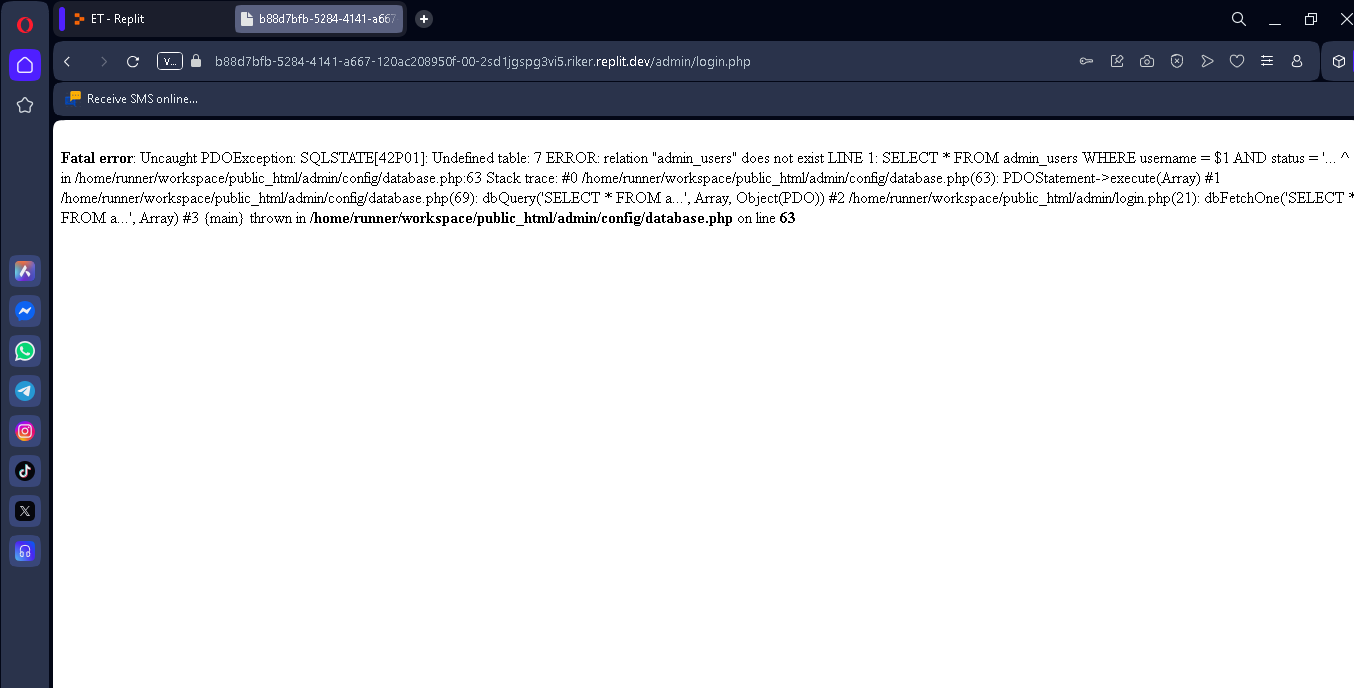 ET - Replit
b88d7bfb-5284-4141-a667
V...
b88d7bfb-5284-4141-a667-120ac208950f-00-2sd1jgspg3vi5.riker.replit.dev/admin/login.php
Receive SMS online...
Fatal error: Uncaught PDOException: SQLSTATE[42P01]: Undefined table: 7 ERROR: relation "admin_users" does not exist LINE 1: SELECT * FROM admin_users WHERE username = $1 AND status = '... ^
in /home/runner/workspace/public_html/admin/config/database.php:63 Stack trace: #0 /home/runner/workspace/public_html/admin/config/database.php(63): PDOStatement->execute(Array) #1
/home/runner/workspace/public_html/admin/config/database.php(69): dbQuery('SELECT * FROM a...', Array, Object(PDO)) #2 /home/runner/workspace/public_html/admin/login.php(21): dbFetchOne('SELECT *
FROM a...', Array) #3 {main} thrown in /home/runner/workspace/public_html/admin/config/database.php on line 63